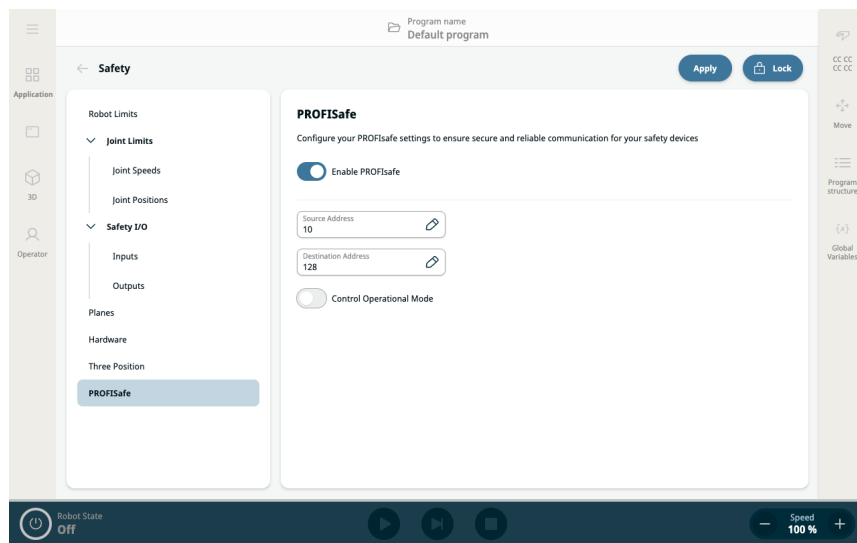 Program name
Default program
Safety
Apply
Lock
CC CC
CC CC
Application
Robot Limits
Joint Limits
Joint Speeds
Joint Positions
Safety I/O
Inputs
Outputs
Planes
Hardware
Three Position
PROFISafe
3D
Operator
PROFISafe
Configure your PROFIsafe settings to ensure secure and reliable communication for your safety devices
Enable PROFIsafe
Source Address
10
Destination Address
128
Control Operational Mode
Move
Program
structure
{x}
Global
Variables
Robot State
Off
Speed
100 %